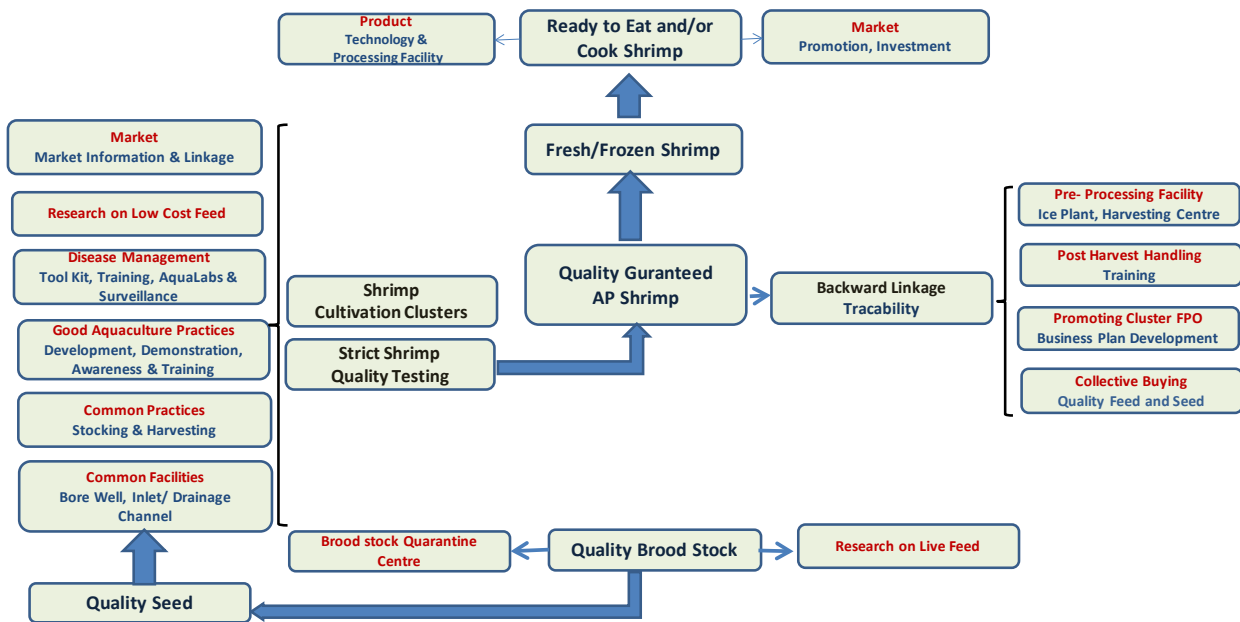 Product
Technology &
Processing Facility
Ready to Eat and/or
Cook Shrimp
Market
Promotion, Investment
Market
Market Information & Linkage
Fresh/Frozen Shrimp
Research on Low Cost Feed
Pre- Processing Facility
Ice Plant, Harvesting Centre
Disease Management
Tool Kit, Training, AquaLabs &
Surveillance
Shrimp
Cultivation Clusters
Quality Guranteed
AP Shrimp
Backward Linkage
Tracability
Post Harvest Handling
Training
Good Aquaculture Practices
Development, Demonstration,
Awareness & Training
Strict Shrimp
Quality Testing
Promoting Cluster FPO
Business Plan Development
Common Practices
Stocking & Harvesting
Collective Buying
Quality Feed and Seed
Common Facilities
Bore Well, Inlet/ Drainage
Channel
Brood stock Quarantine
Centre
Quality Brood Stock
Research on Live Feed
Quality Seed